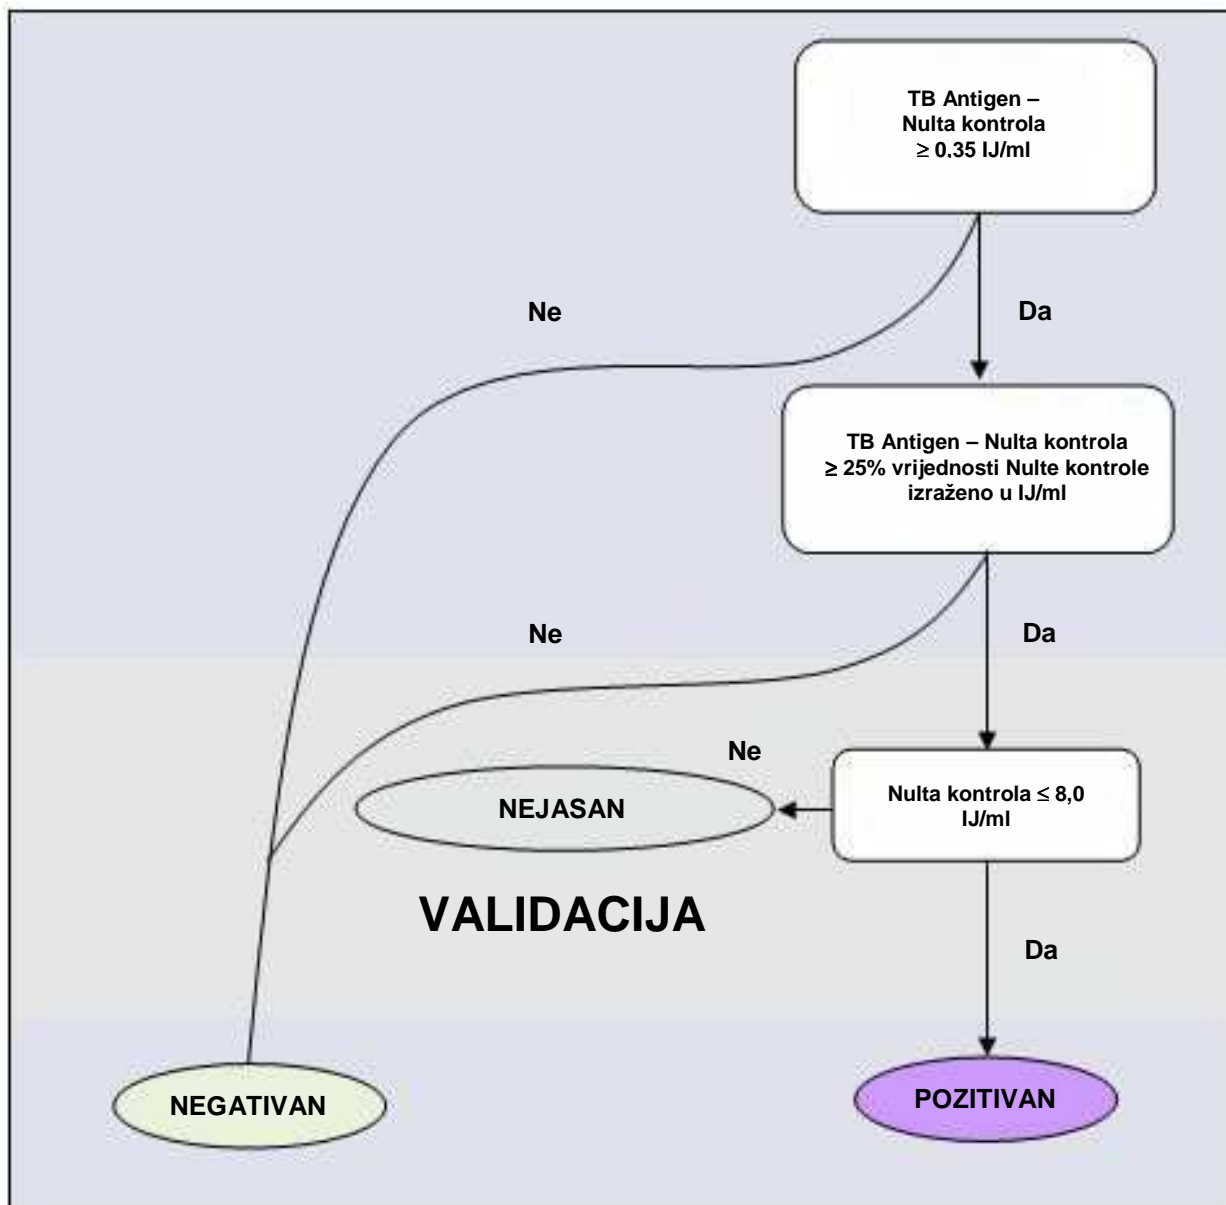 TB Antigen –
Nulta kontrola
≥ 0,35 IJ/ml
Ne
Da
TB Antigen – Nulta kontrola
≥ 25% vrijednosti Nulte kontrole
izraženo u IJ/ml
Ne
Da
Ne
Nulta kontrola ≤ 8,0
IJ/ml
NEJASAN
VALIDACIJA
Da
NEGATIVAN
POZITIVAN